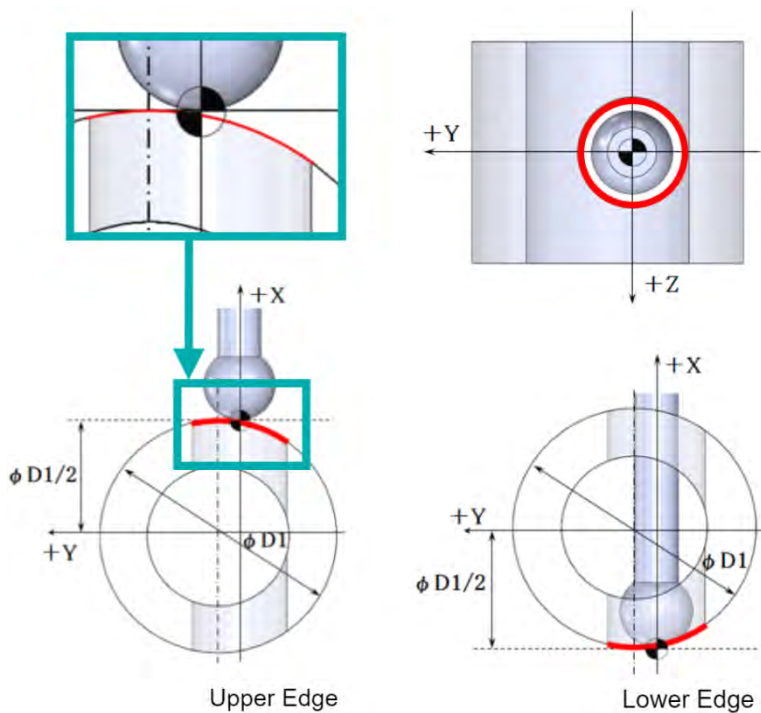 +Y
+Z
+X
φD1/2
+Y
φD1
Upper Edge
+X
+Y
φD1
φD1/2
Lower Edge